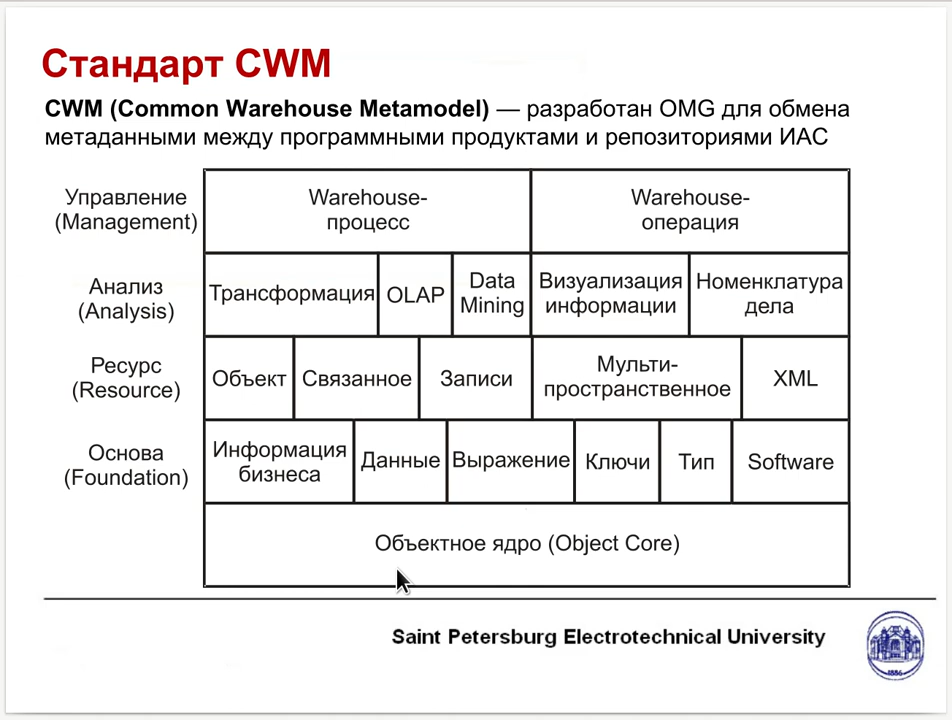 Стандарт CWM
CWM (Common Warehouse Metamodel) — разработан OMG для обмена
метаданными между программными продуктами и репозиториями ИАС
Управление
(Management)
Warehouse-
процесс
Warehouse-
операция
Анализ
(Analysis)
Трансформация
OLAP
Data
Mining
Визуализация
информации
Номенклатура
дела
Ресурс
(Resource)
Объект
Связанное
Записи
Мульти-
пространственное
XML
Основа
(Foundation)
Информация
бизнеса
Данные
Выражение
Ключи
Тип
Software
Объектное ядро (Object Core)
Saint Petersburg Electrotechnical University
1886